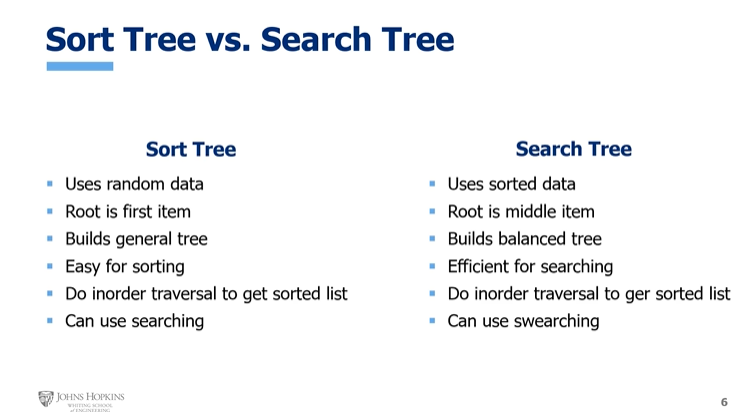 Sort Tree vs. Search Tree
Sort Tree
Uses random data
Root is first item
Builds general tree
Easy for sorting
Do inorder traversal to get sorted list
Can use searching
Search Tree
Uses sorted data
Root is middle item
Builds balanced tree
Efficient for searching
Do inorder traversal to ger sorted list
Can use swearching
JOHNS HOPKINS
WHITING SCHOOL
of ENGINEERING
6